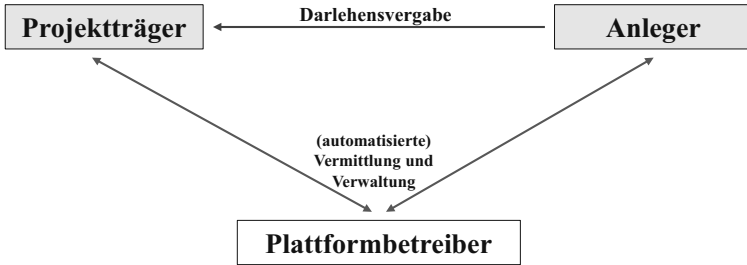 Darlehensvergabe
Projektträger
Anleger
(automatisierte)
Vermittlung und
Verwaltung
Plattformbetreiber